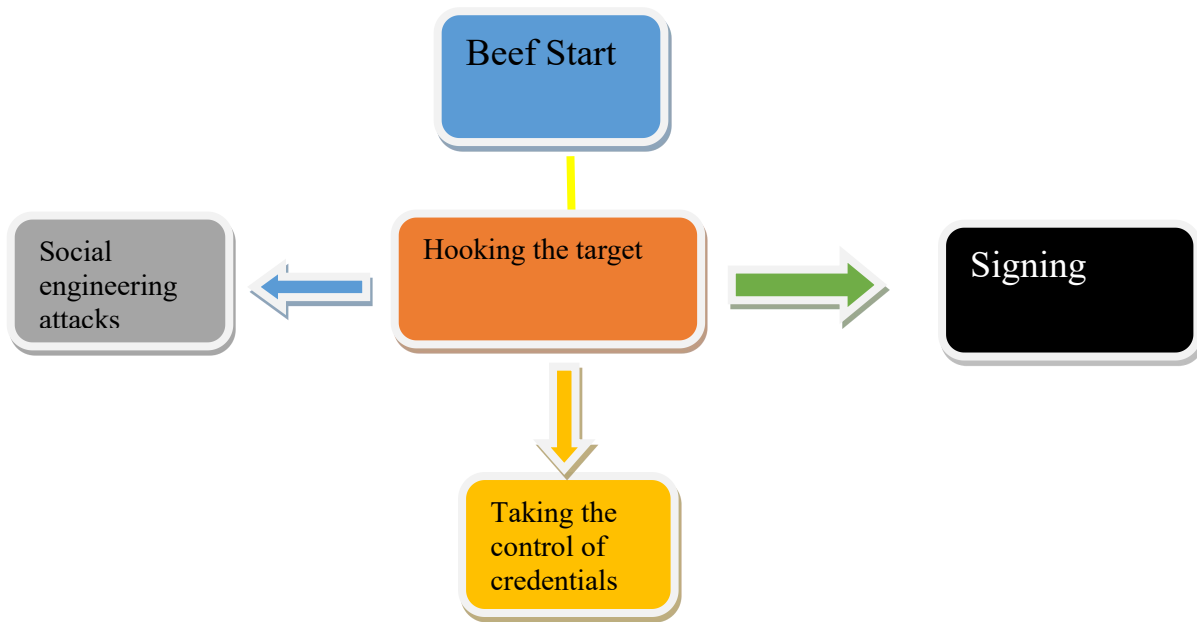 Beef Start
Social
engineering
attacks
Hooking the target
Signing
Taking the
control of
credentials